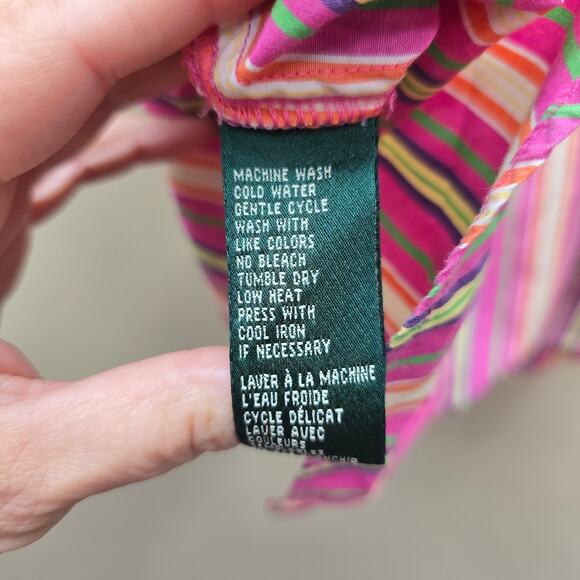 MACHINE WASH
COLD WATER
GENTLE CYCLE
WASH WITH
LIKE COLORS
NO BLEACH
TUMBLE DRY
LOW HEAT
PRESS WITH
COOL IRON
IF NECESSARY
LAVER À LA MACHINE
L'EAU FROIDE
CYCLE DÉLICAT
LAVER AVEC
COULEURS